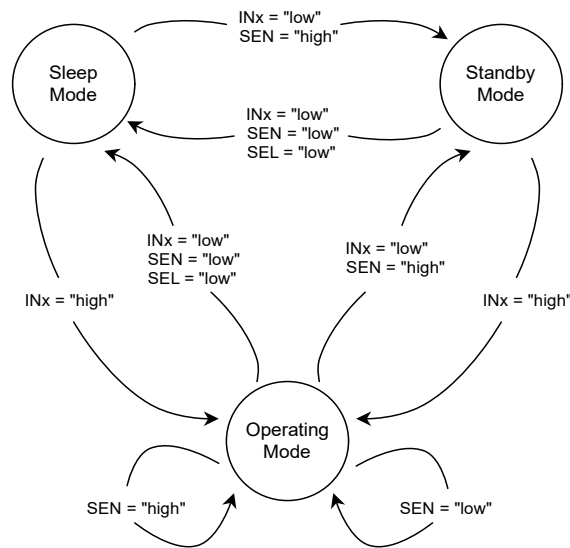 INx = "low"
SEN = "high"
Sleep
Mode
Standby
Mode
INx = "low"
SEN = "low"
SEL = "low"
INx = "low"
SEN = "low"
SEL = "low"
INx = "low"
SEN = "high"
INx = "high"
INx = "high"
Operating
Mode
SEN = "high"
SEN = "low"